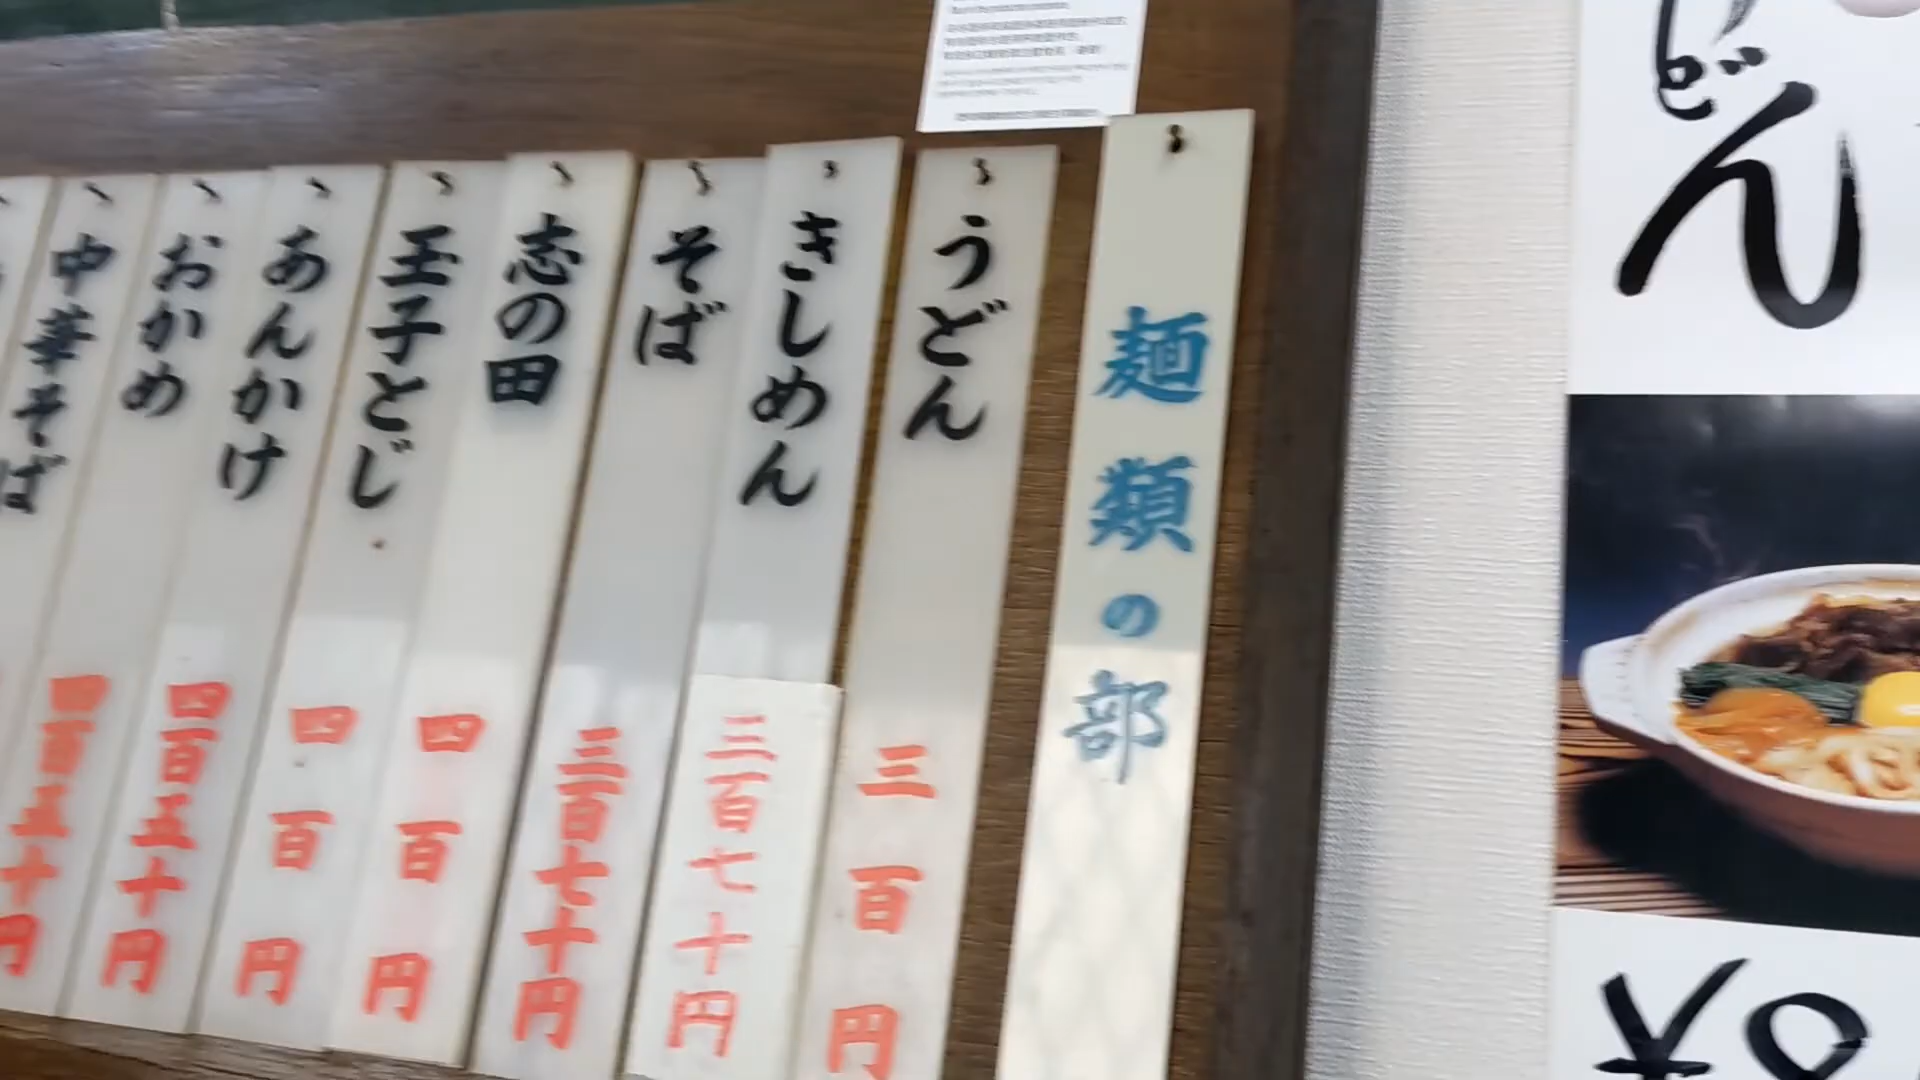 どん
¥8
麺類の部
うどん 三百円
きしめん 三百七十円
そば 三百七十円
志の田 四百円
玉子とじ 四百円
あんかけ 四百五十円
おかめ 四百五十円
中華そば